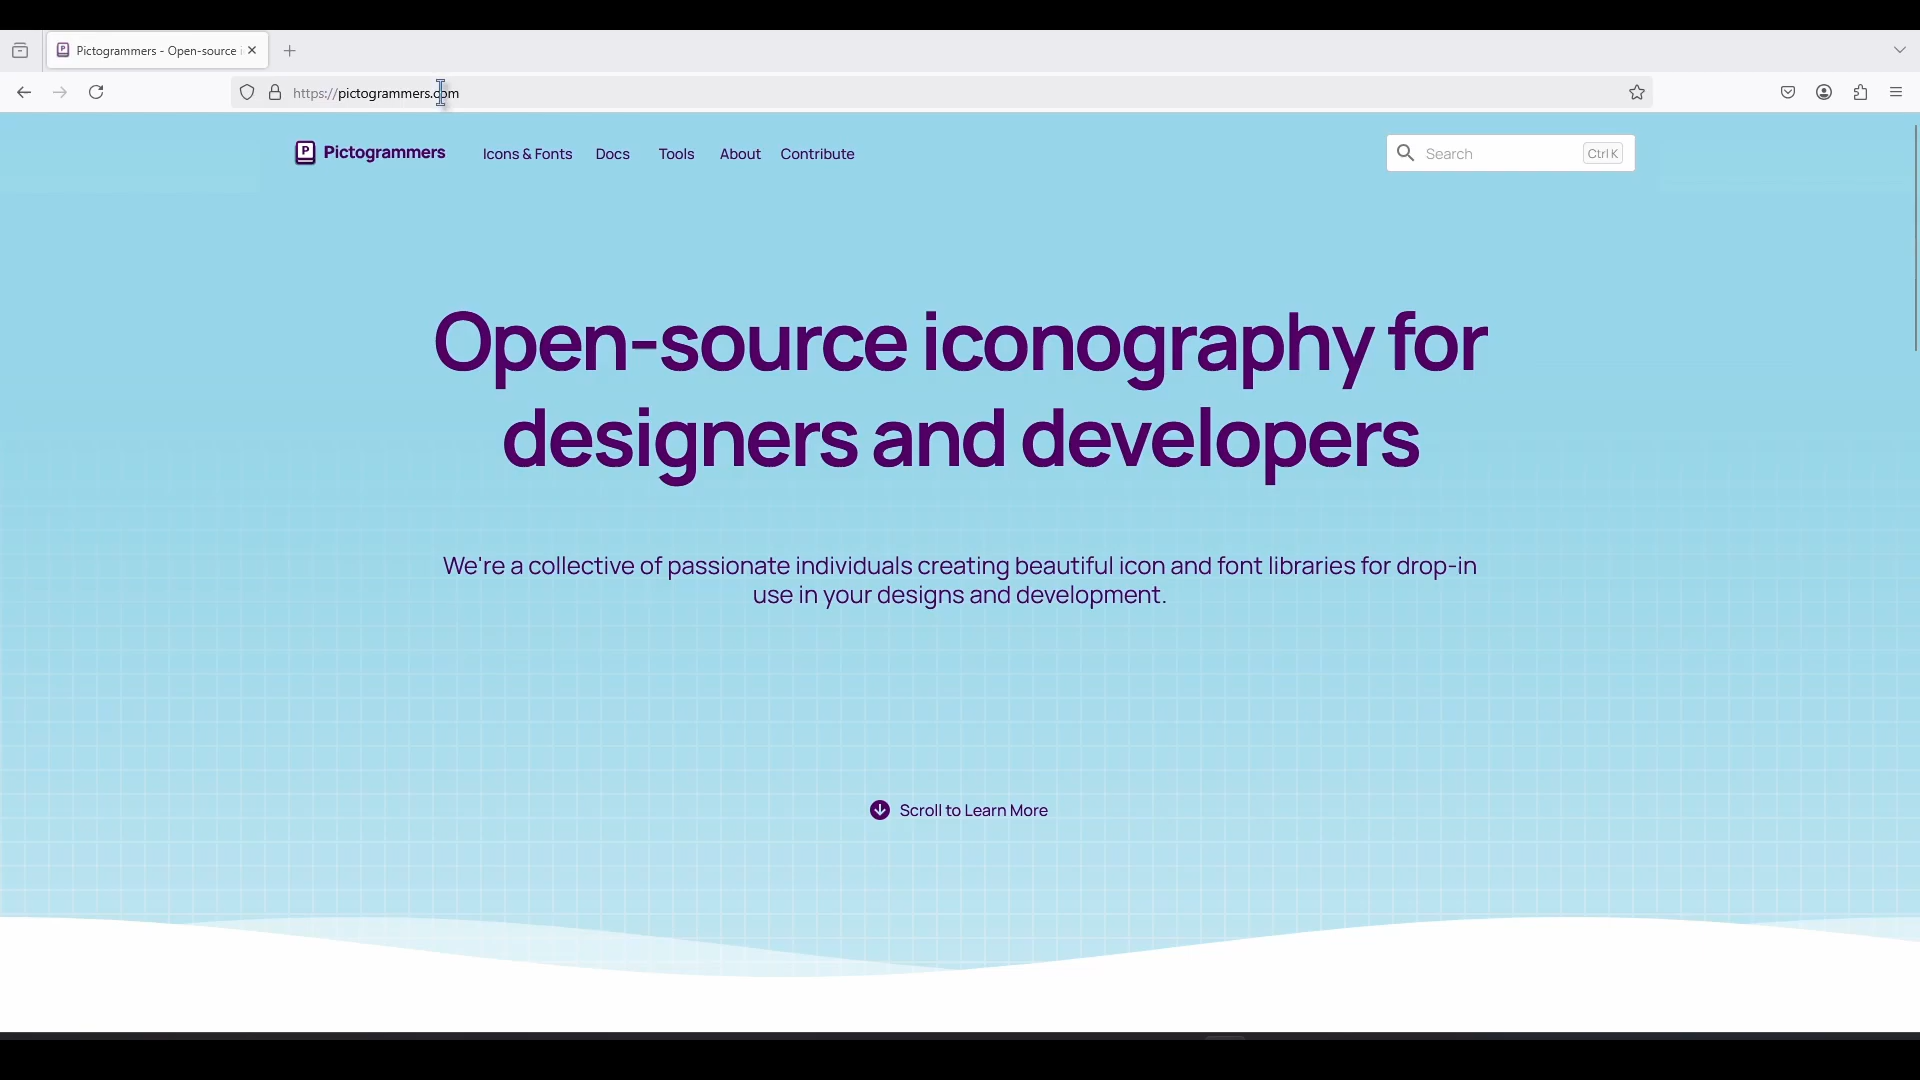 Pictogrammers - Open-source i
https://pictogrammers.com
P Pictogrammers
Icons & Fonts
Docs
Tools
About
Contribute
Search
Ctrl K
Open-source iconography for
designers and developers
We're a collective of passionate individuals creating beautiful icon and font libraries for drop-in
use in your designs and development.
Scroll to Learn More